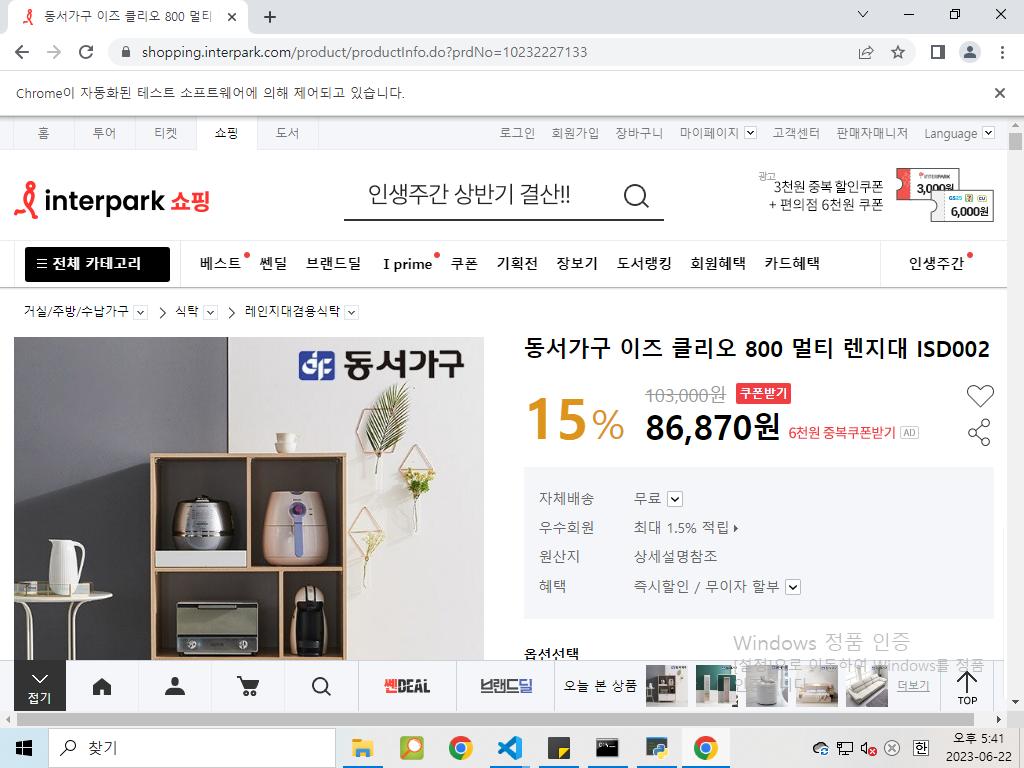 동서가구 이즈 클리오 800 멀티
shopping.interpark.com/product/productInfo.do?prdNo=10232227133
Chrome이 자동화된 테스트 소프트웨어에 의해 제어되고 있습니다.
홈 투어 티켓 쇼핑 도서 로그인 회원가입 장바구니 마이페이지 고객센터 판매자매니저 Language
광고
interpark 쇼핑 인생주간 상반기 결산!! 3천원 중복 할인쿠폰 3,000원
+ 편의점 6천원 쿠폰 6,000원
전체 카테고리 베스트 쎈딜 브랜드딜 I prime 쿠폰 기획전 장보기 도서랭킹 회원혜택 카드혜택 인생주간
거실/주방/수납가구 식탁 레인지대겸용식탁
동서가구
동서가구 이즈 클리오 800 멀티 렌지대 ISD002
103,000원 쿠폰받기
15% 86,870원 6천원 중복쿠폰받기 AD
자체배송 무료
우수회원 최대 1.5% 적립
원산지 상세설명참조
혜택 즉시할인 / 무이자 할부
옵션선택
Windows 정품 인증
[설정]으로 이동하여 Windows를 정품
접기 쎈DEAL 브랜드딜 오늘 본 상품 더보기 TOP
찾기 한 오후 5:41
2023-06-22